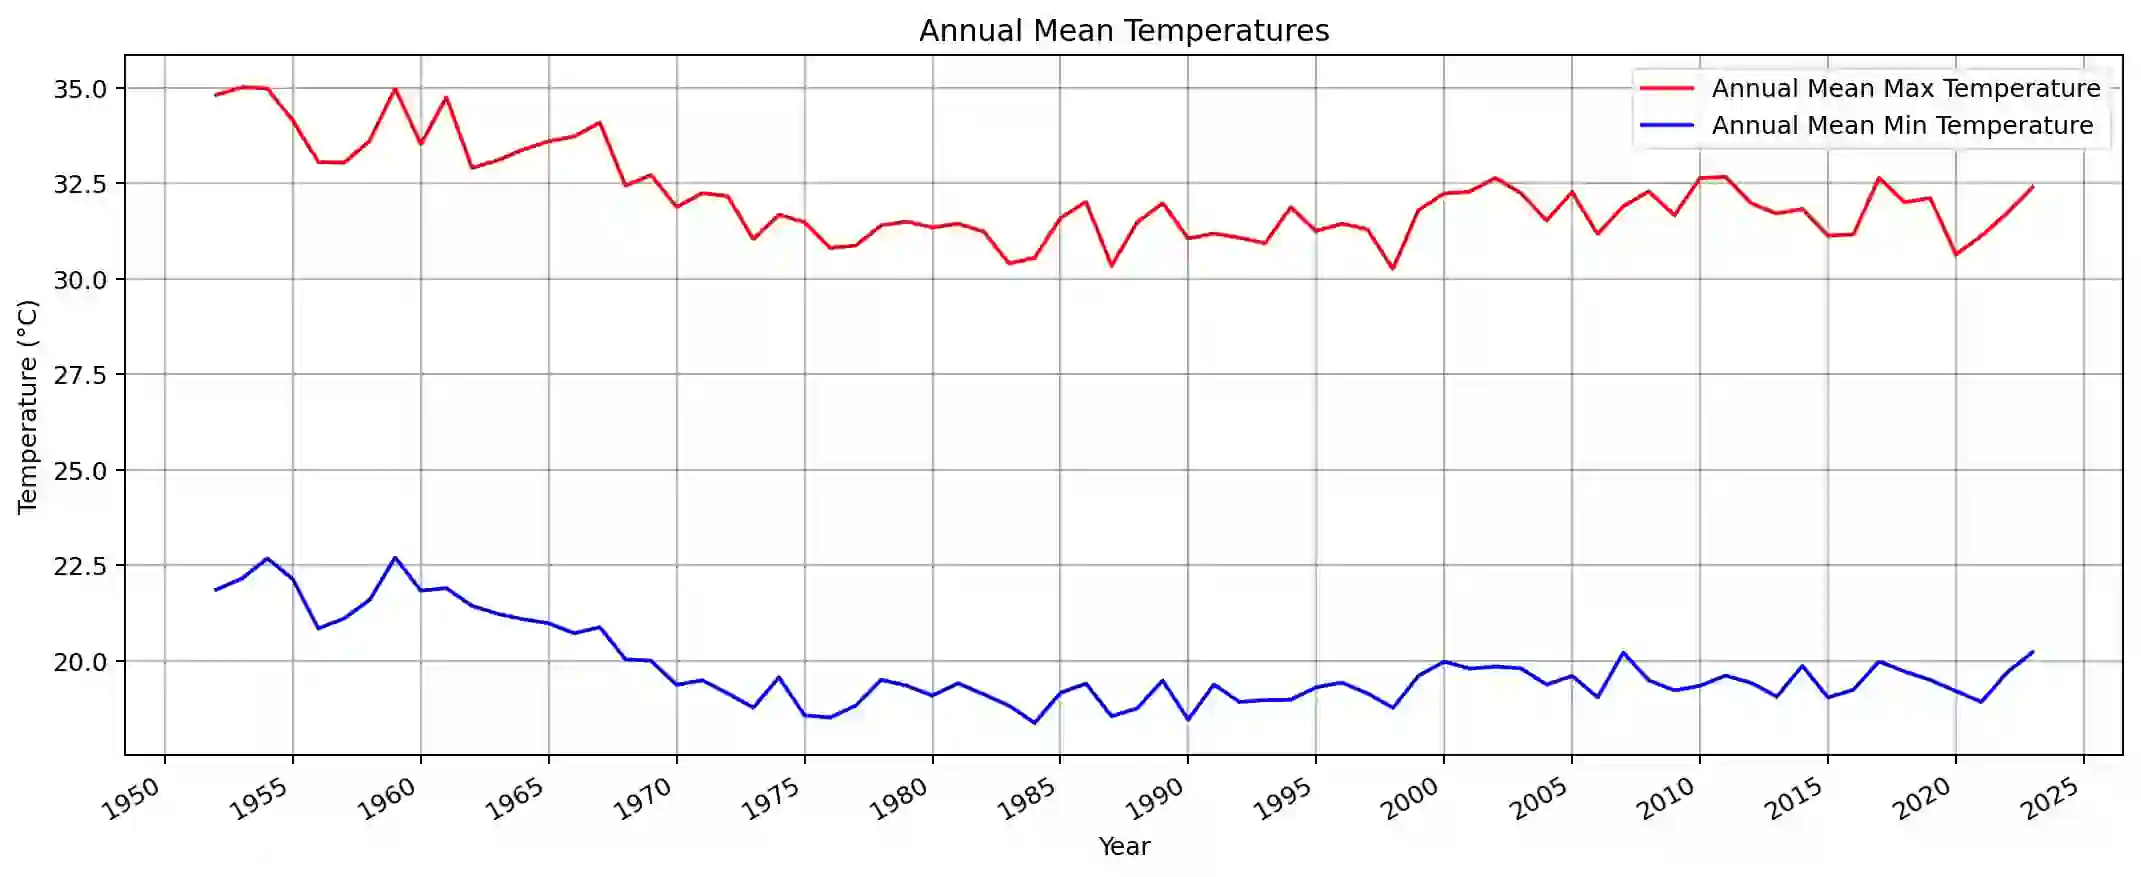 Annual Mean Temperatures
Annual Mean Max Temperature
Annual Mean Min Temperature
Temperature (°C)
35.0
32.5
30.0
27.5
25.0
22.5
20.0
1950 1955 1960 1965 1970 1975 1980 1985 1990 1995 2000 2005 2010 2015 2020 2025
Year